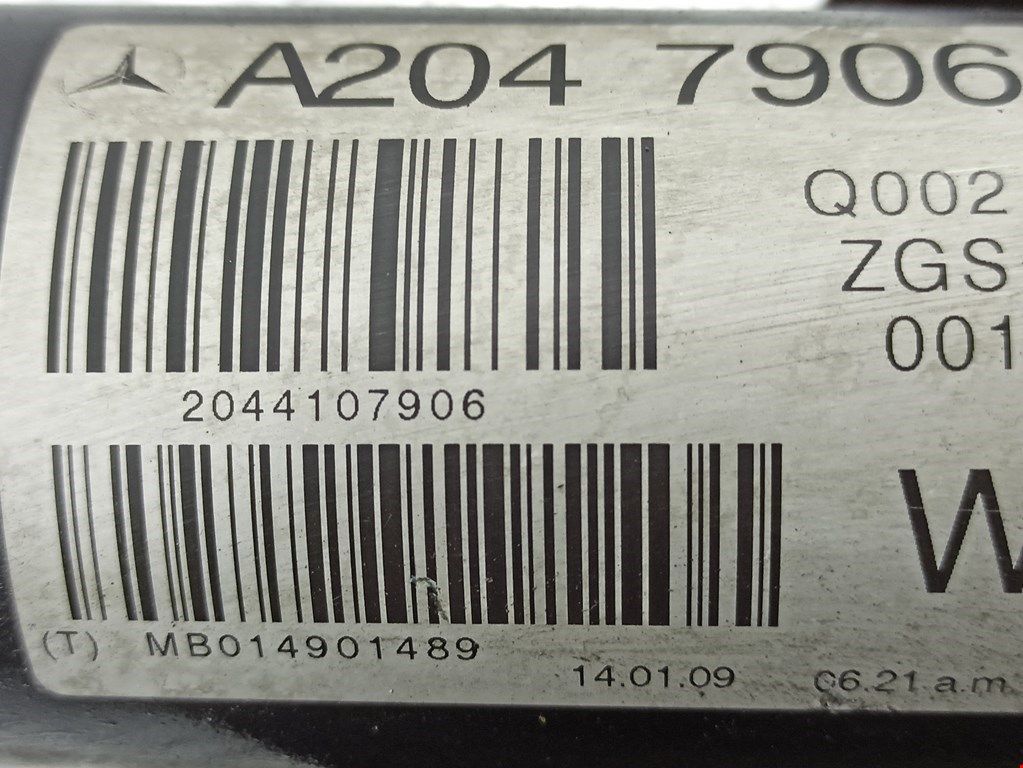 A204 7906
Q002
ZGS
001
2044107906
W
(T) MB014901489
14.01.09 06.21 a.m